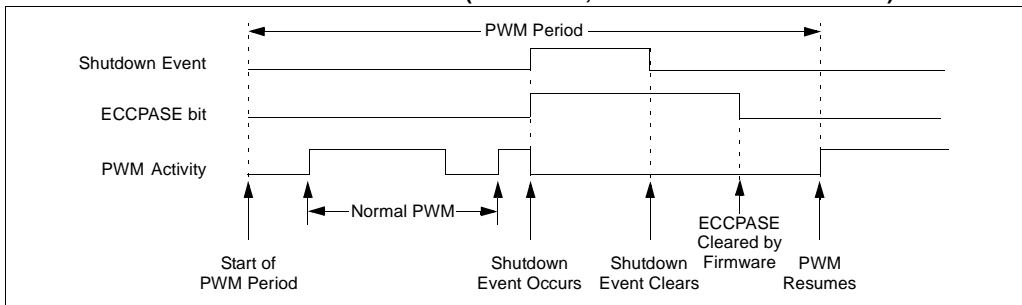 PWM Period
Shutdown Event
ECCPASE bit
PWM Activity
Normal PWM
Start of
PWM Period
Shutdown
Event Occurs
Shutdown
Event Clears
ECCPASE
Cleared by
Firmware
PWM
Resumes